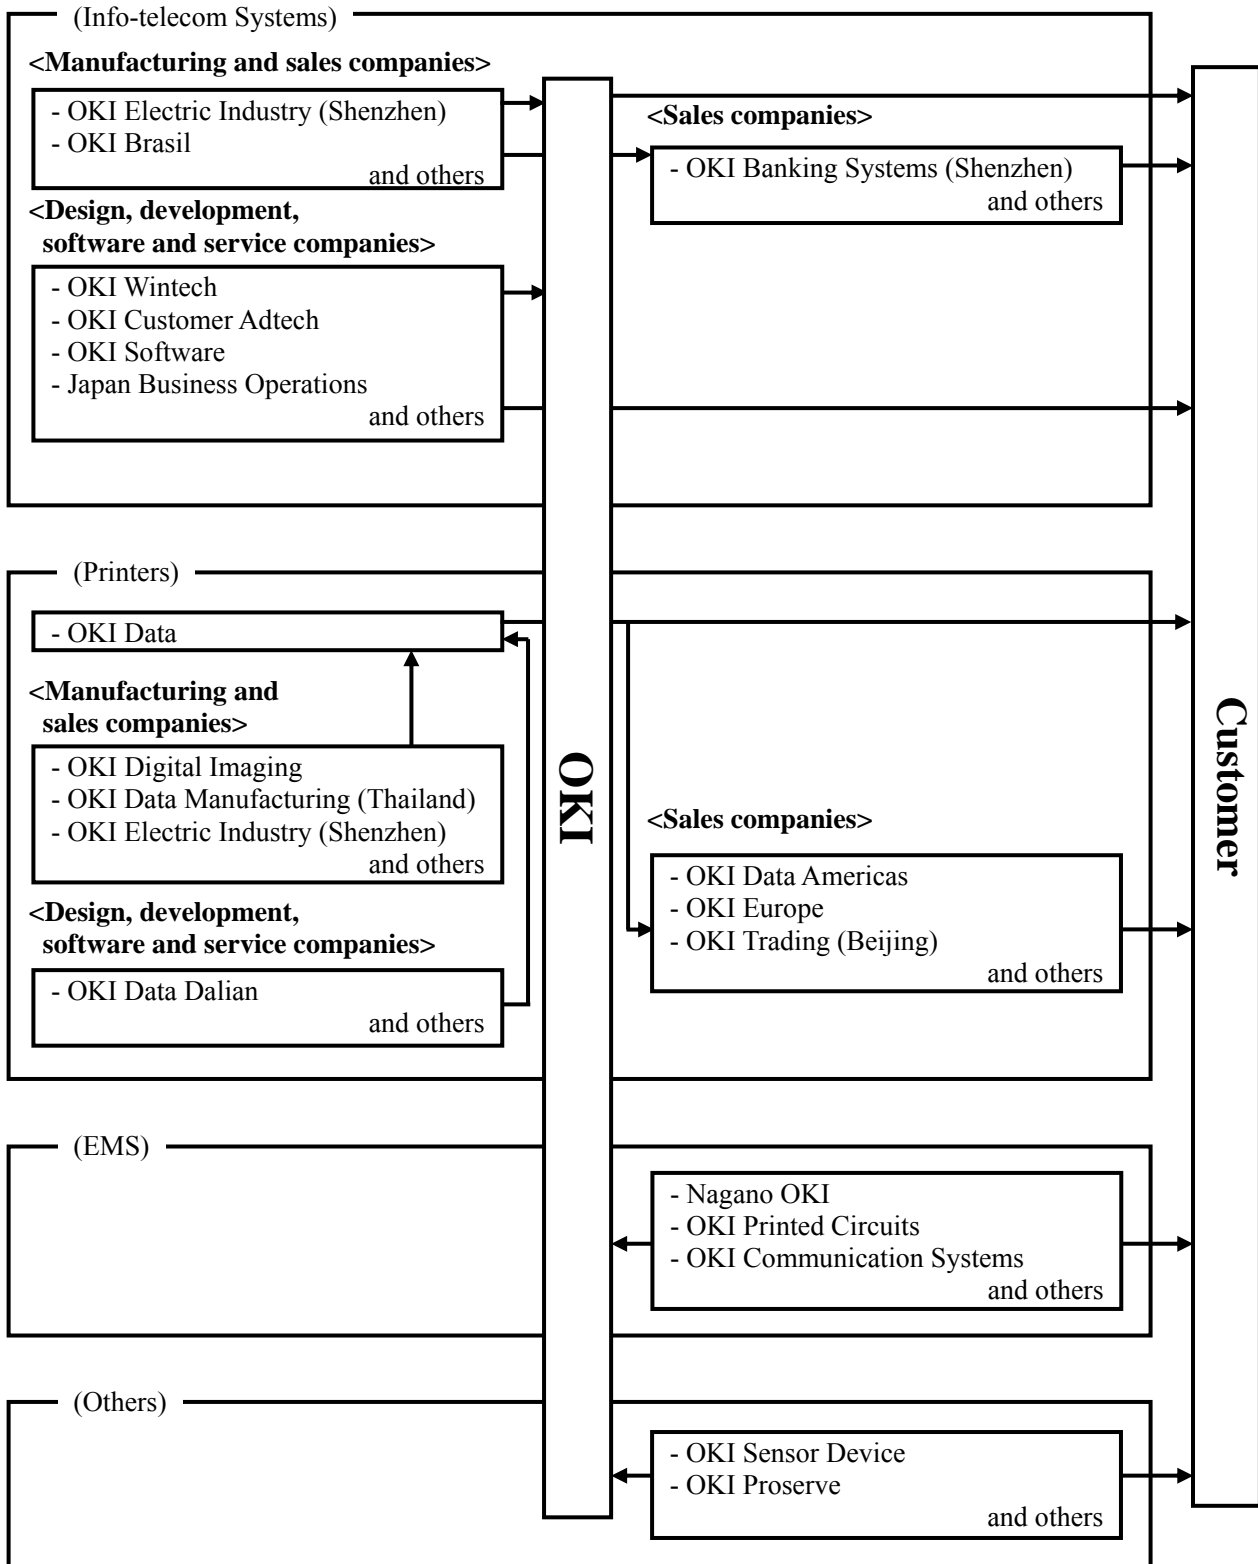 (Info-telecom Systems)
<Manufacturing and sales companies>
- OKI Electric Industry (Shenzhen)
- OKI Brasil
and others
<Sales companies>
- OKI Banking Systems (Shenzhen)
and others
<Design, development,
software and service companies>
- OKI Wintech
- OKI Customer Adtech
- OKI Software
- Japan Business Operations
and others
(Printers)
- OKI Data
<Manufacturing and
sales companies>
- OKI Digital Imaging
- OKI Data Manufacturing (Thailand)
- OKI Electric Industry (Shenzhen)
and others
<Design, development,
software and service companies>
- OKI Data Dalian
and others
OKI
<Sales companies>
- OKI Data Americas
- OKI Europe
- OKI Trading (Beijing)
and others
Customer
(EMS)
- Nagano OKI
- OKI Printed Circuits
- OKI Communication Systems
and others
(Others)
- OKI Sensor Device
- OKI Proserve
and others